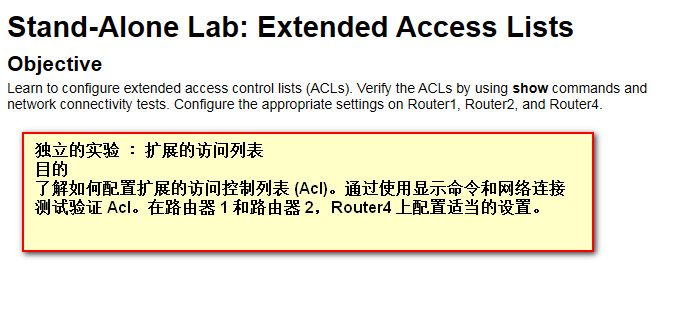 Stand-Alone Lab: Extended Access Lists
Objective
Learn to configure extended access control lists (ACLs). Verify the ACLs by using show commands and
network connectivity tests. Configure the appropriate settings on Router1, Router2, and Router4.
独立的实验 ：扩展的访问列表
目的
了解如何配置扩展的访问控制列表 (Acl)。通过使用显示命令和网络连接
测试验证 Acl。在路由器 1 和路由器 2，Router4 上配置适当的设置。